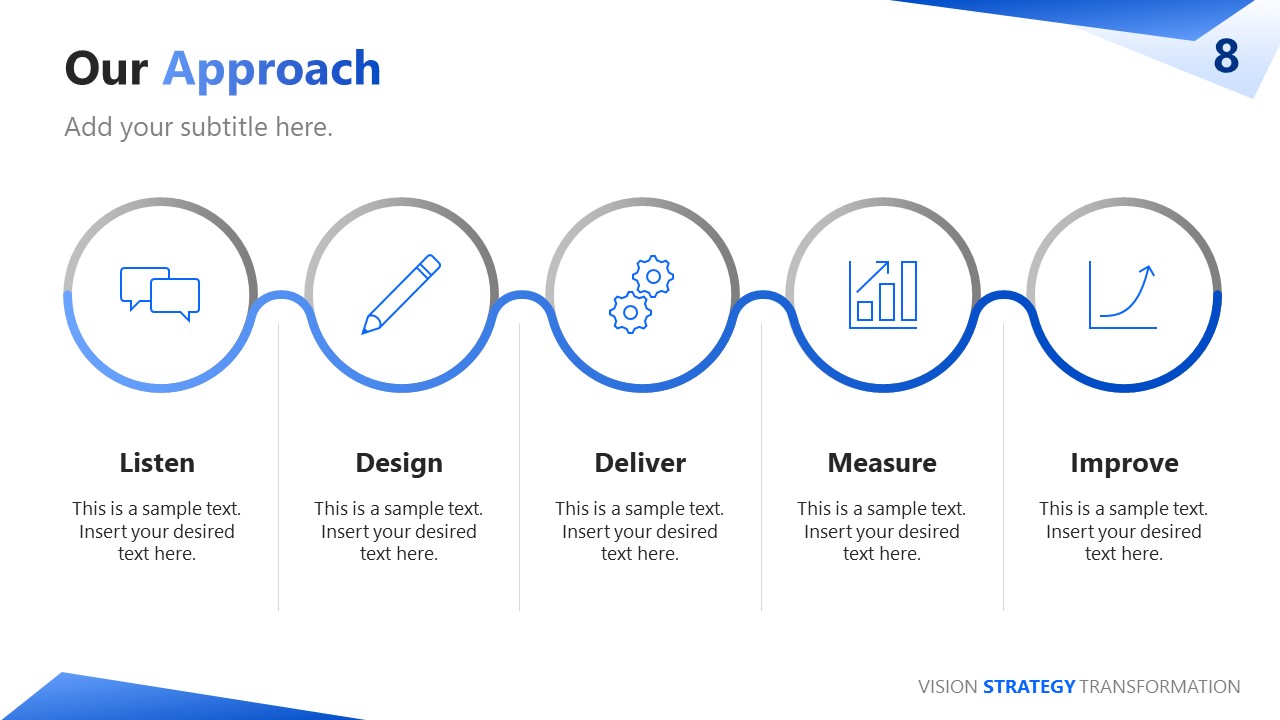 Our Approach
8
Add your subtitle here.
Listen
This is a sample text.
Insert your desired
text here.
Design
This is a sample text.
Insert your desired
text here.
Deliver
This is a sample text.
Insert your desired
text here.
Measure
This is a sample text.
Insert your desired
text here.
Improve
This is a sample text.
Insert your desired
text here.
VISION STRATEGY TRANSFORMATION